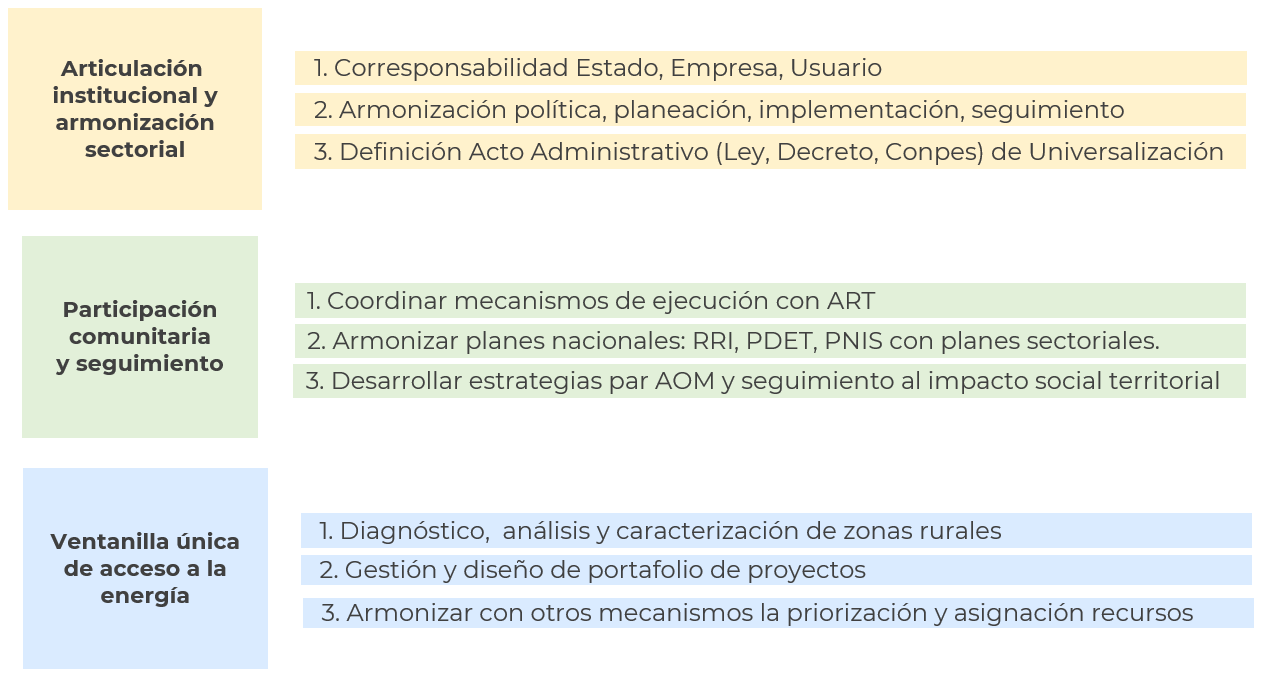 Articulación
institucional y
armonización
sectorial
1. Corresponsabilidad Estado, Empresa, Usuario
2. Armonización política, planeación, implementación, seguimiento
3. Definición Acto Administrativo (Ley, Decreto, Conpes) de Universalización
Participación
comunitaria
y seguimiento
1. Coordinar mecanismos de ejecución con ART
2. Armonizar planes nacionales: RRI, PDET, PNIS con planes sectoriales.
3. Desarrollar estrategias par AOM y seguimiento al impacto social territorial
Ventanilla única
de acceso a la
energía
1. Diagnóstico,  análisis y caracterización de zonas rurales
2. Gestión y diseño de portafolio de proyectos
3. Armonizar con otros mecanismos la priorización y asignación recursos